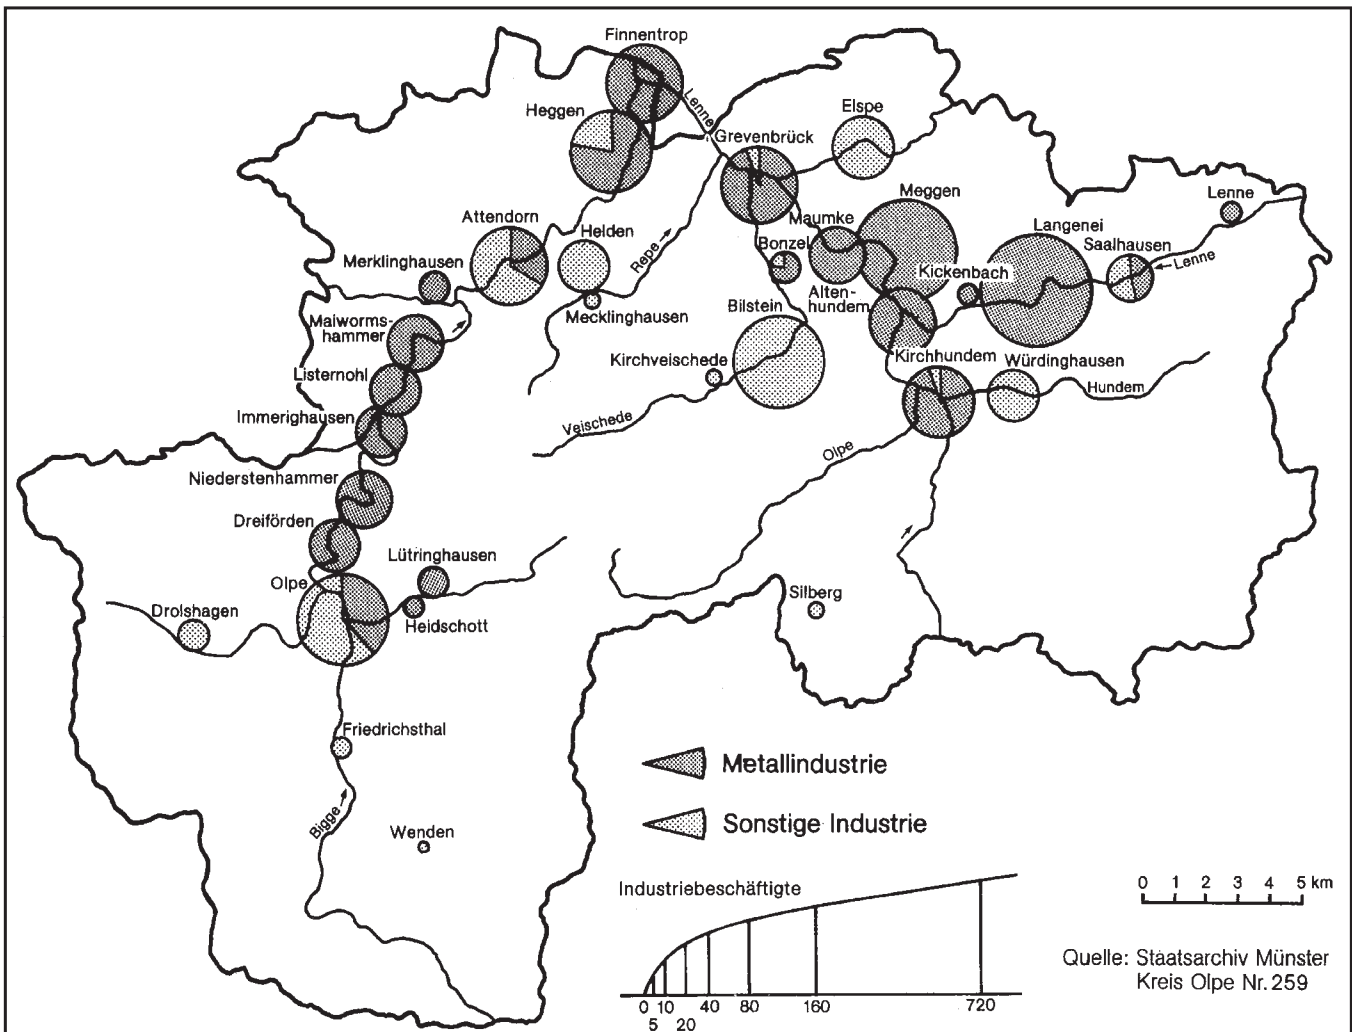 Finnentrop
Heggen
Lenne
Elspe
Grevenbrück
Meggen
Lenne
Attendorn
Helden
Maumke
Langenei
Bonzel
Saalhausen
Merklinghausen
Repe
Lenne
Kickenbach
Mecklinghausen
Bilstein
Alten-
hundem
Maiworms-
hammer
Kirchveischede
Kirchhundem
Würdinghausen
Listernohl
Hundem
Immerighausen
Veischede
Olpe
Niederstenhammer
Dreiförden
Lütringhausen
Olpe
Silberg
Drolshagen
Heidschott
Friedrichsthal
Metallindustrie
Bigge
Wenden
Sonstige Industrie
Industriebeschäftigte
0 1 2 3 4 5 km
0 10 40 80 160 720
5 20
Quelle: Staatsarchiv Münster
Kreis Olpe Nr. 259